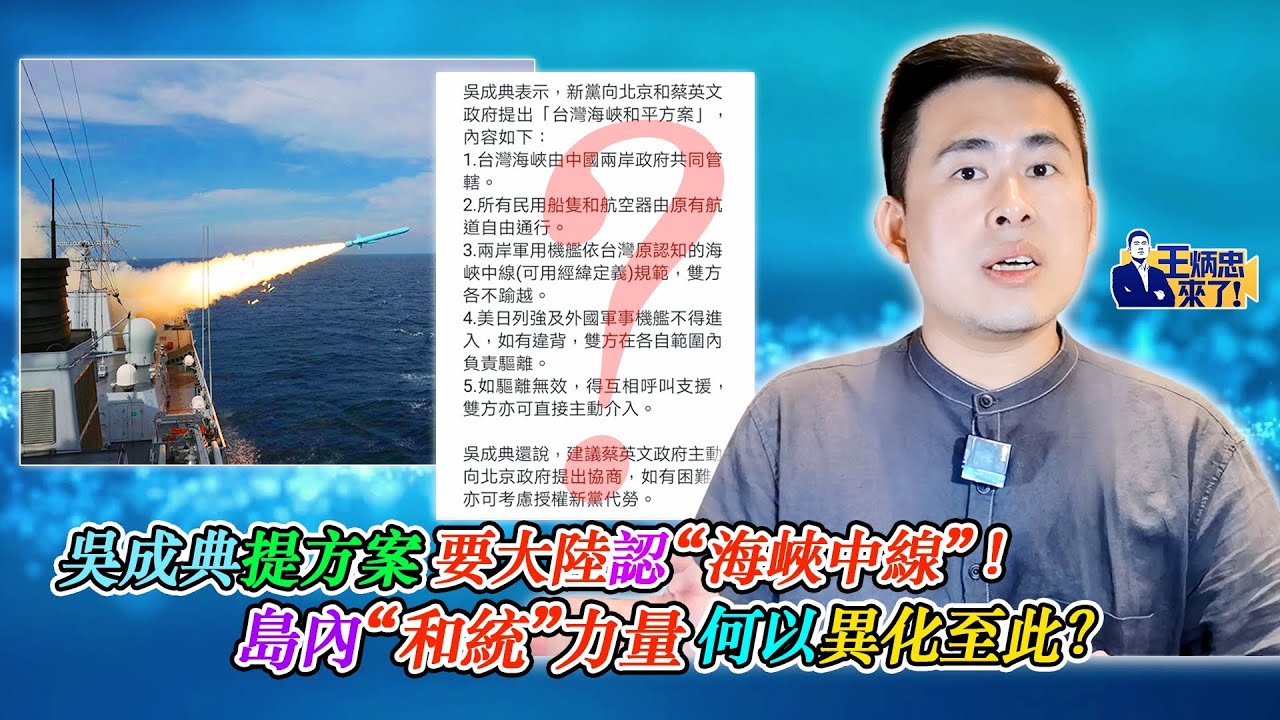 吳成典表示，新黨向北京和蔡英文
政府提出「台灣海峽和平方案」，
內容如下：
1.台灣海峽由中國兩岸政府共同管
轄。
2.所有民用船隻和航空器由原有航
道自由通行。
3.兩岸軍用機艦依台灣原認知的海
峽中線(可用經緯定義)規範，雙方
各不踰越。
4.美日列強及外國軍事機艦不得進
入，如有違背，雙方在各自範圍內
負責驅離。
5.如驅離無效，得互相呼叫支援，
雙方亦可直接主動介入。
吳成典還說，建議蔡英文政府主動
向北京政府提出協商，如有困難
亦可考慮授權新黨代勞。
?
王炳忠
來了!
吳成典提方案 要大陸認“海峽中線”!
島內“和統”力量 何以異化至此?